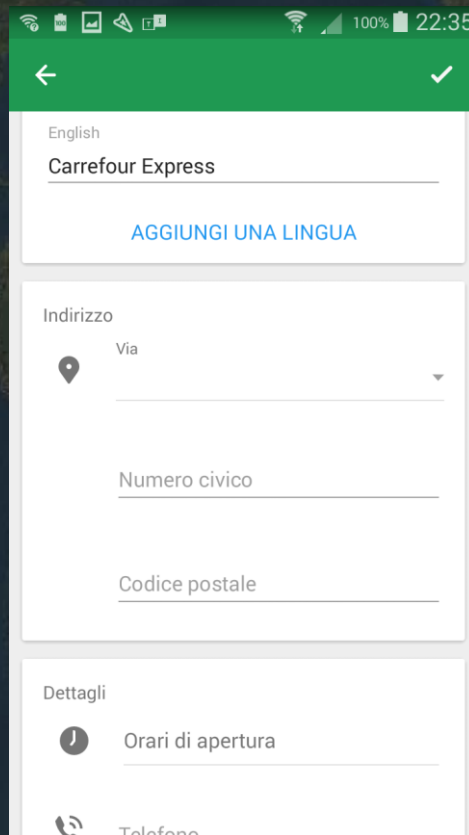 100% 22:35
English
Carrefour Express
AGGIUNGI UNA LINGUA
Indirizzo
Via
Numero civico
Codice postale
Dettagli
Orari di apertura
Telefono